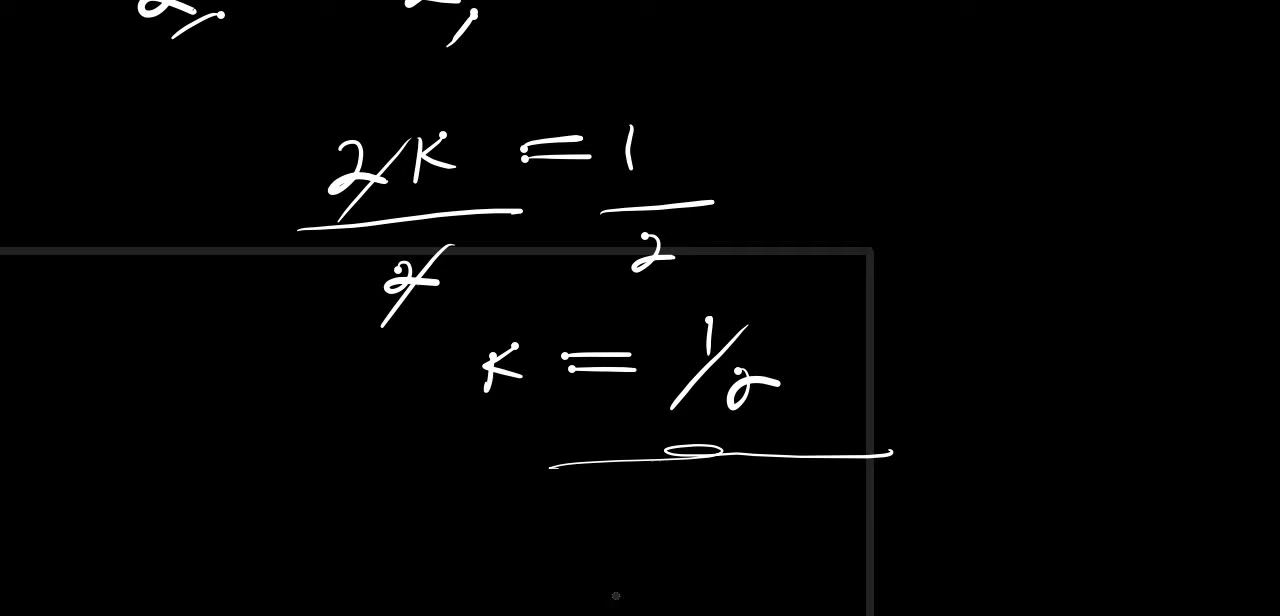 2K = 1
2 2
K = 1/2